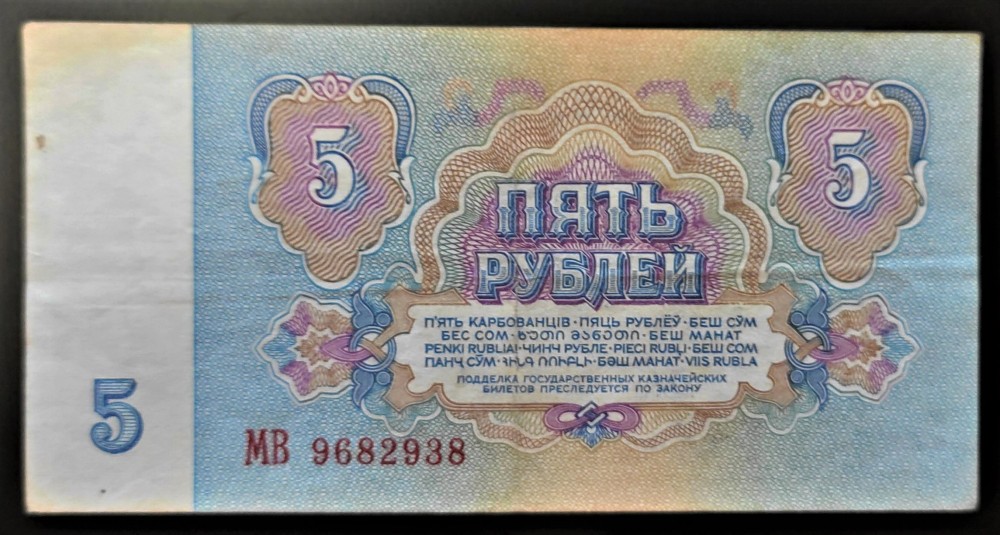 5
5
ПЯТЬ
РУБЛЕЙ
П'ЯТЬ КАРБОВАНЦІВ · ПЯЦЬ РУБЛЁЎ · БЕШ СЎМ
БЕС СОМ · ხუთი მანეთი · БЕШ МАНАТ
PENKI RUBLIAI · ЧИНЧ РУБЛЕ · PIECI RUBĻI · БЕШ СОМ
ПАНҶ СӮМ · ՀԻՆԳ ՌՈՒԲԼԻ · БӘШ МАНАТ · VIIS RUBLA
ПОДДЕЛКА ГОСУДАРСТВЕННЫХ КАЗНАЧЕЙСКИХ
БИЛЕТОВ ПРЕСЛЕДУЕТСЯ ПО ЗАКОНУ
5
МВ 9682938